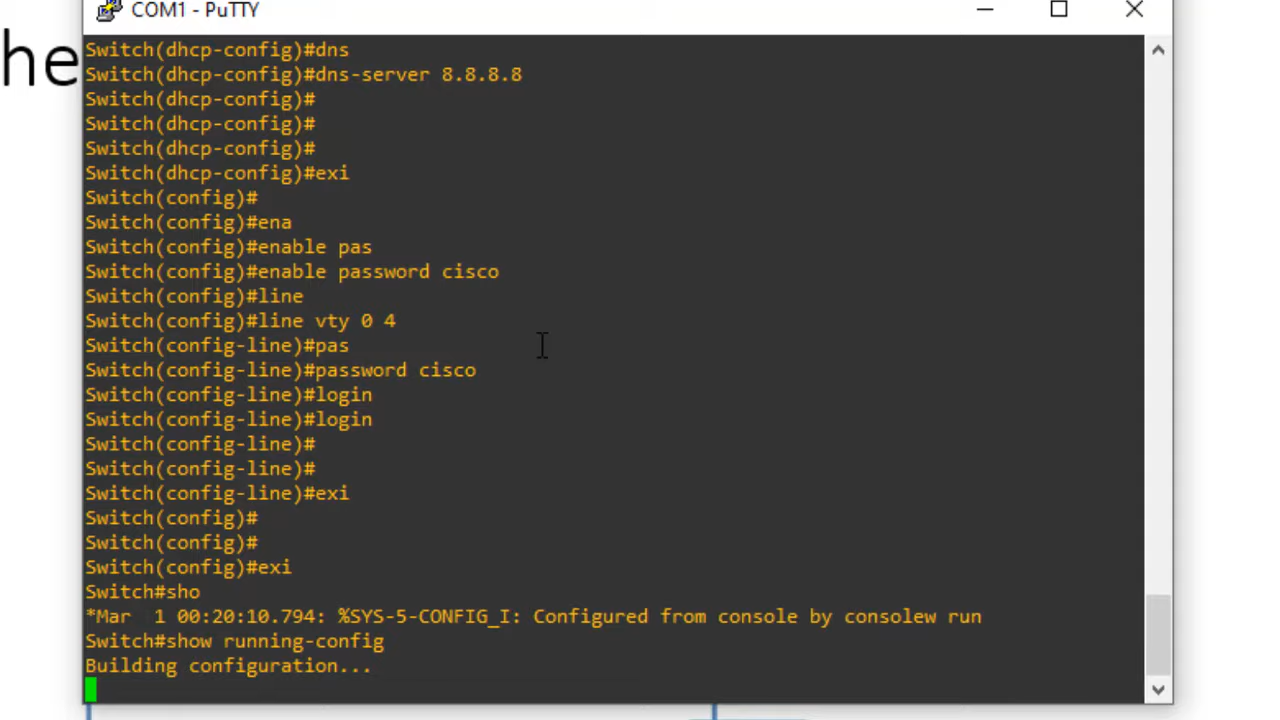 COM1 - PuTTY
he
Switch(dhcp-config)#dns
Switch(dhcp-config)#dns-server 8.8.8.8
Switch(dhcp-config)#
Switch(dhcp-config)#
Switch(dhcp-config)#
Switch(dhcp-config)#exi
Switch(config)#
Switch(config)#ena
Switch(config)#enable pas
Switch(config)#enable password cisco
Switch(config)#line
Switch(config)#line vty 0 4
Switch(config-line)#pas
Switch(config-line)#password cisco
Switch(config-line)#login
Switch(config-line)#login
Switch(config-line)#
Switch(config-line)#
Switch(config-line)#exi
Switch(config)#
Switch(config)#
Switch(config)#exi
Switch#sho
*Mar  1 00:20:10.794: %SYS-5-CONFIG_I: Configured from console by consolew run
Switch#show running-config
Building configuration...